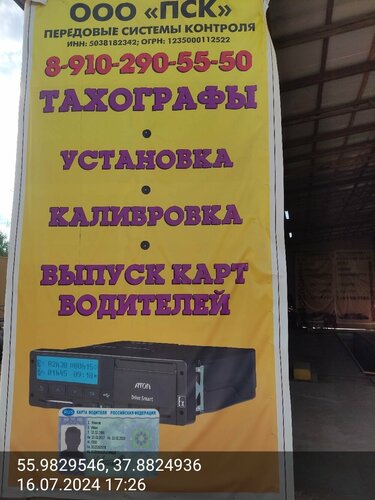 ООО «ПСК»
ПЕРЕДОВЫЕ СИСТЕМЫ КОНТРОЛЯ
ИНН: 5038182342; ОГРН: 1235000112522
8-910-290-55-50
ТАХОГРАФЫ
• УСТАНОВКА
• КАЛИБРОВКА
• ВЫПУСК КАРТ
ВОДИТЕЛЕЙ
АТОЛ
Drive Smart
RUS КАРТА ВОДИТЕЛЯ РОССИЙСКАЯ ФЕДЕРАЦИЯ
55.9829546, 37.8824936
16.07.2024 17:26